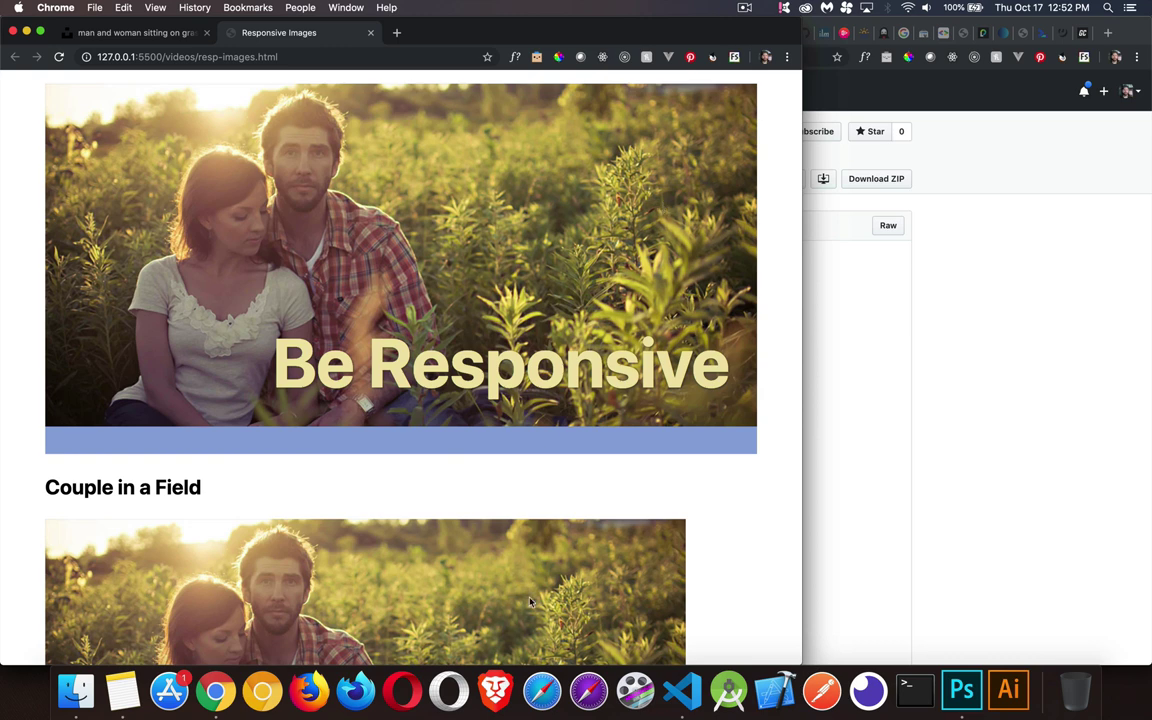 Chrome File Edit View History Bookmarks People Window Help 100% Thu Oct 17 12:52 PM
man and woman sitting on gra
Responsive Images
127.0.0.1:5500/videos/resp-images.html
f?
f?
bscribe
Star 0
Download ZIP
Raw
Be Responsive
Couple in a Field
1
>_
Ps
Ai